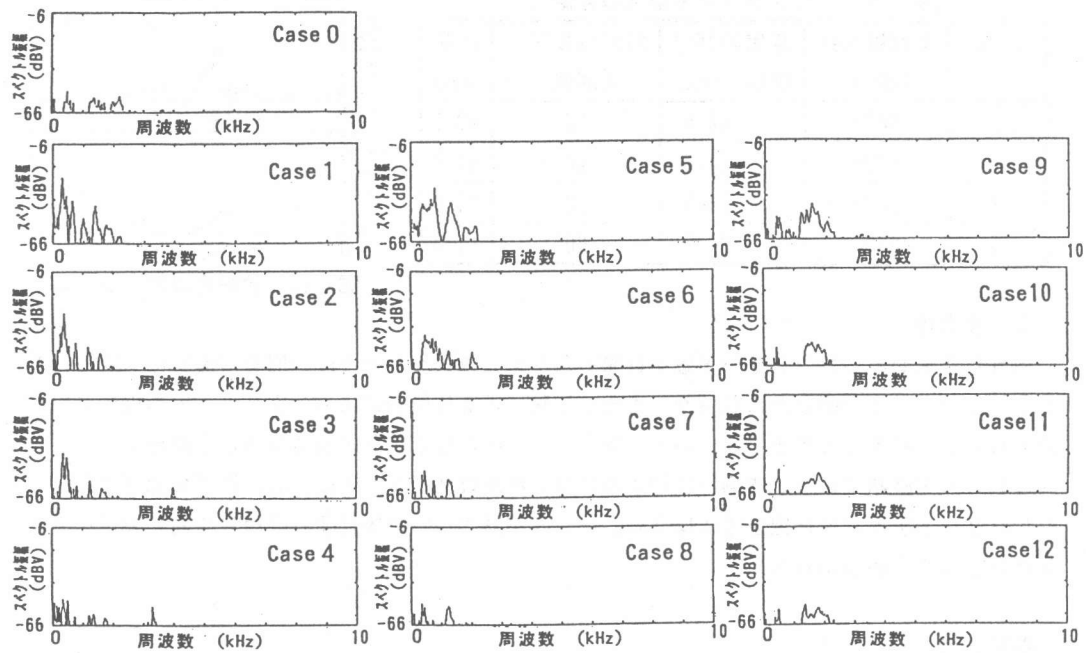 -6
スペクトル振幅
(dBV)
Case 0
-66
0
周波数 (kHz)
10
-6
スペクトル振幅
(dBV)
Case 1
-66
0
周波数 (kHz)
10
-6
スペクトル振幅
(dBV)
Case 5
-66
0
周波数 (kHz)
10
-6
スペクトル振幅
(dBV)
Case 9
-66
0
周波数 (kHz)
10
-6
スペクトル振幅
(dBV)
Case 2
-66
0
周波数 (kHz)
10
-6
スペクトル振幅
(dBV)
Case 6
-66
0
周波数 (kHz)
10
-6
スペクトル振幅
(dBV)
Case10
-66
0
周波数 (kHz)
10
-6
スペクトル振幅
(dBV)
Case 3
-66
0
周波数 (kHz)
10
-6
スペクトル振幅
(dBV)
Case 7
-66
0
周波数 (kHz)
10
-6
スペクトル振幅
(dBV)
Case11
-66
0
周波数 (kHz)
10
-6
スペクトル振幅
(dBV)
Case 4
-66
0
周波数 (kHz)
10
-6
スペクトル振幅
(dBV)
Case 8
-66
0
周波数 (kHz)
10
-6
スペクトル振幅
(dBV)
Case12
-66
0
周波数 (kHz)
10